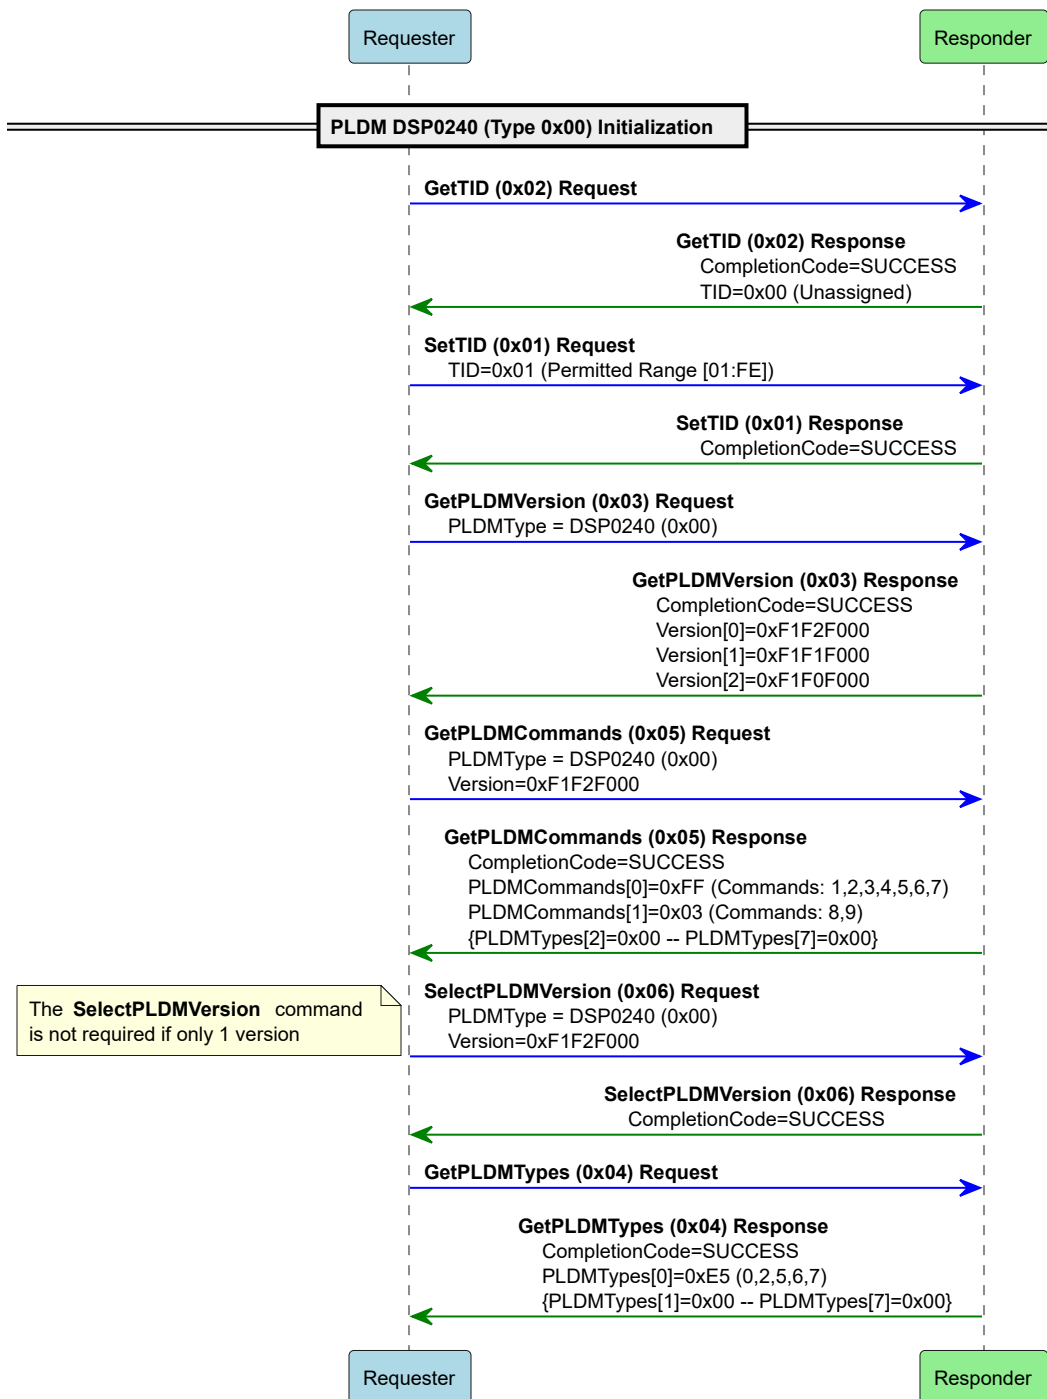 Requester
Responder
PLDM DSP0240 (Type 0x00) Initialization
GetTID (0x02) Request
GetTID (0x02) Response
CompletionCode=SUCCESS
TID=0x00 (Unassigned)
SetTID (0x01) Request
TID=0x01 (Permitted Range [01:FE])
SetTID (0x01) Response
CompletionCode=SUCCESS
GetPLDMVersion (0x03) Request
PLDMType = DSP0240 (0x00)
GetPLDMVersion (0x03) Response
CompletionCode=SUCCESS
Version[0]=0xF1F2F000
Version[1]=0xF1F1F000
Version[2]=0xF1F0F000
GetPLDMCommands (0x05) Request
PLDMType = DSP0240 (0x00)
Version=0xF1F2F000
GetPLDMCommands (0x05) Response
CompletionCode=SUCCESS
PLDMCommands[0]=0xFF (Commands: 1,2,3,4,5,6,7)
PLDMCommands[1]=0x03 (Commands: 8,9)
{PLDMTypes[2]=0x00 -- PLDMTypes[7]=0x00}
The SelectPLDMVersion command
is not required if only 1 version
SelectPLDMVersion (0x06) Request
PLDMType = DSP0240 (0x00)
Version=0xF1F2F000
SelectPLDMVersion (0x06) Response
CompletionCode=SUCCESS
GetPLDMTypes (0x04) Request
GetPLDMTypes (0x04) Response
CompletionCode=SUCCESS
PLDMTypes[0]=0xE5 (0,2,5,6,7)
{PLDMTypes[1]=0x00 -- PLDMTypes[7]=0x00}
Requester
Responder